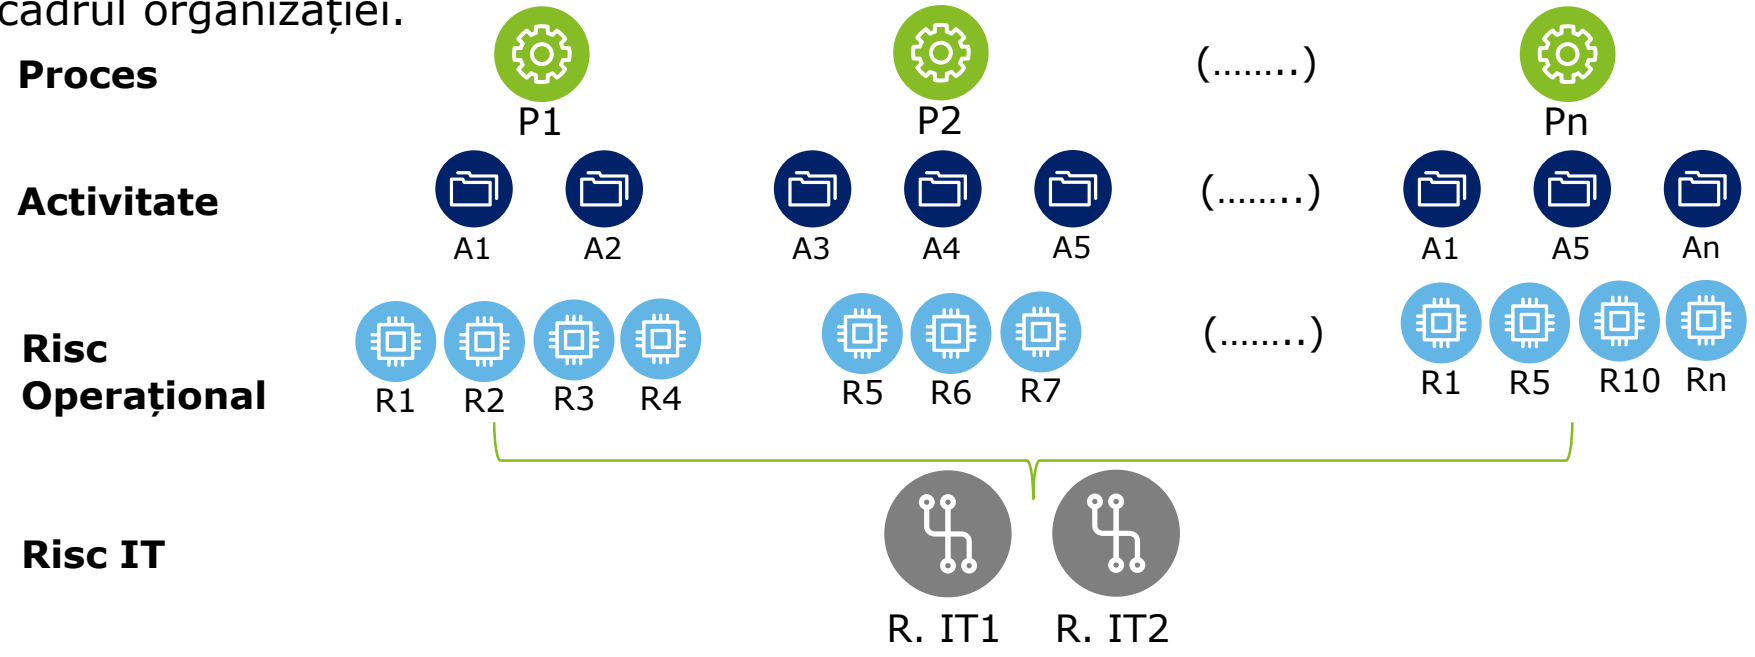 cadrul organizației.
Proces
P1
P2
(……..)
Pn
Activitate
A1
A2
A3
A4
A5
(……..)
A1
A5
An
Risc
Operațional
R1
R2
R3
R4
R5
R6
R7
(……..)
R1
R5
R10
Rn
Risc IT
R. IT1
R. IT2